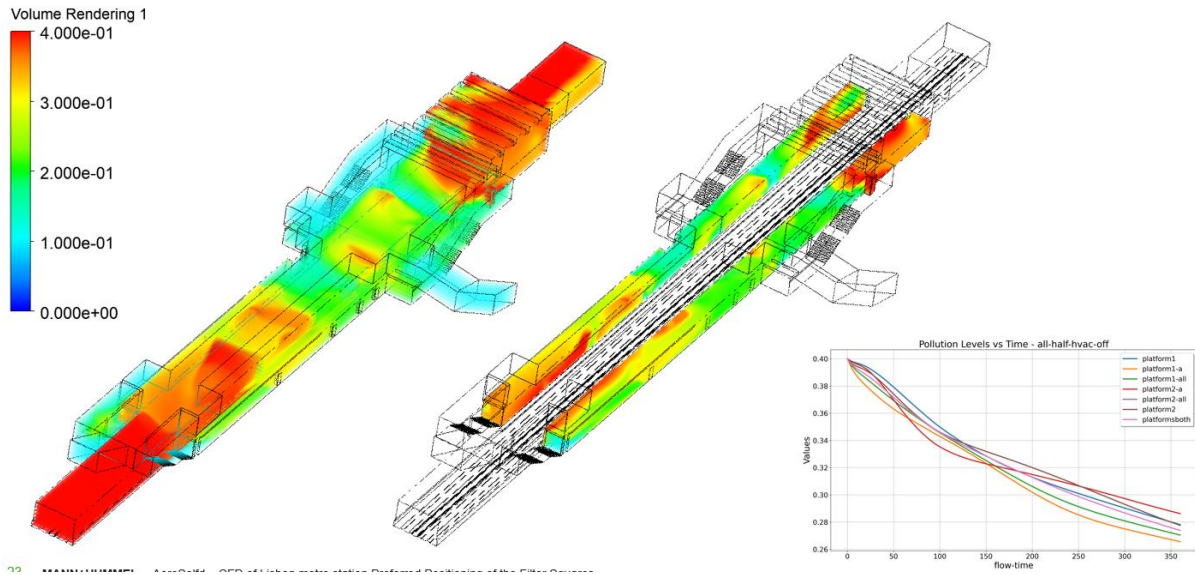 Volume Rendering 1
4.000e-01
3.000e-01
2.000e-01
1.000e-01
0.000e+00
Pollution Levels vs Time - all-half-hvac-off
platform1
platform1-a
platform1-all
platform2-a
platform2-all
platform2
platformsboth
Values
0.40
0.38
0.36
0.34
0.32
0.30
0.28
0.26
0 50 100 150 200 250 300 350
flow-time
23 MANN+HUMMEL CFD of Lisbon metro station Preferred Positioning of the Filter Squares